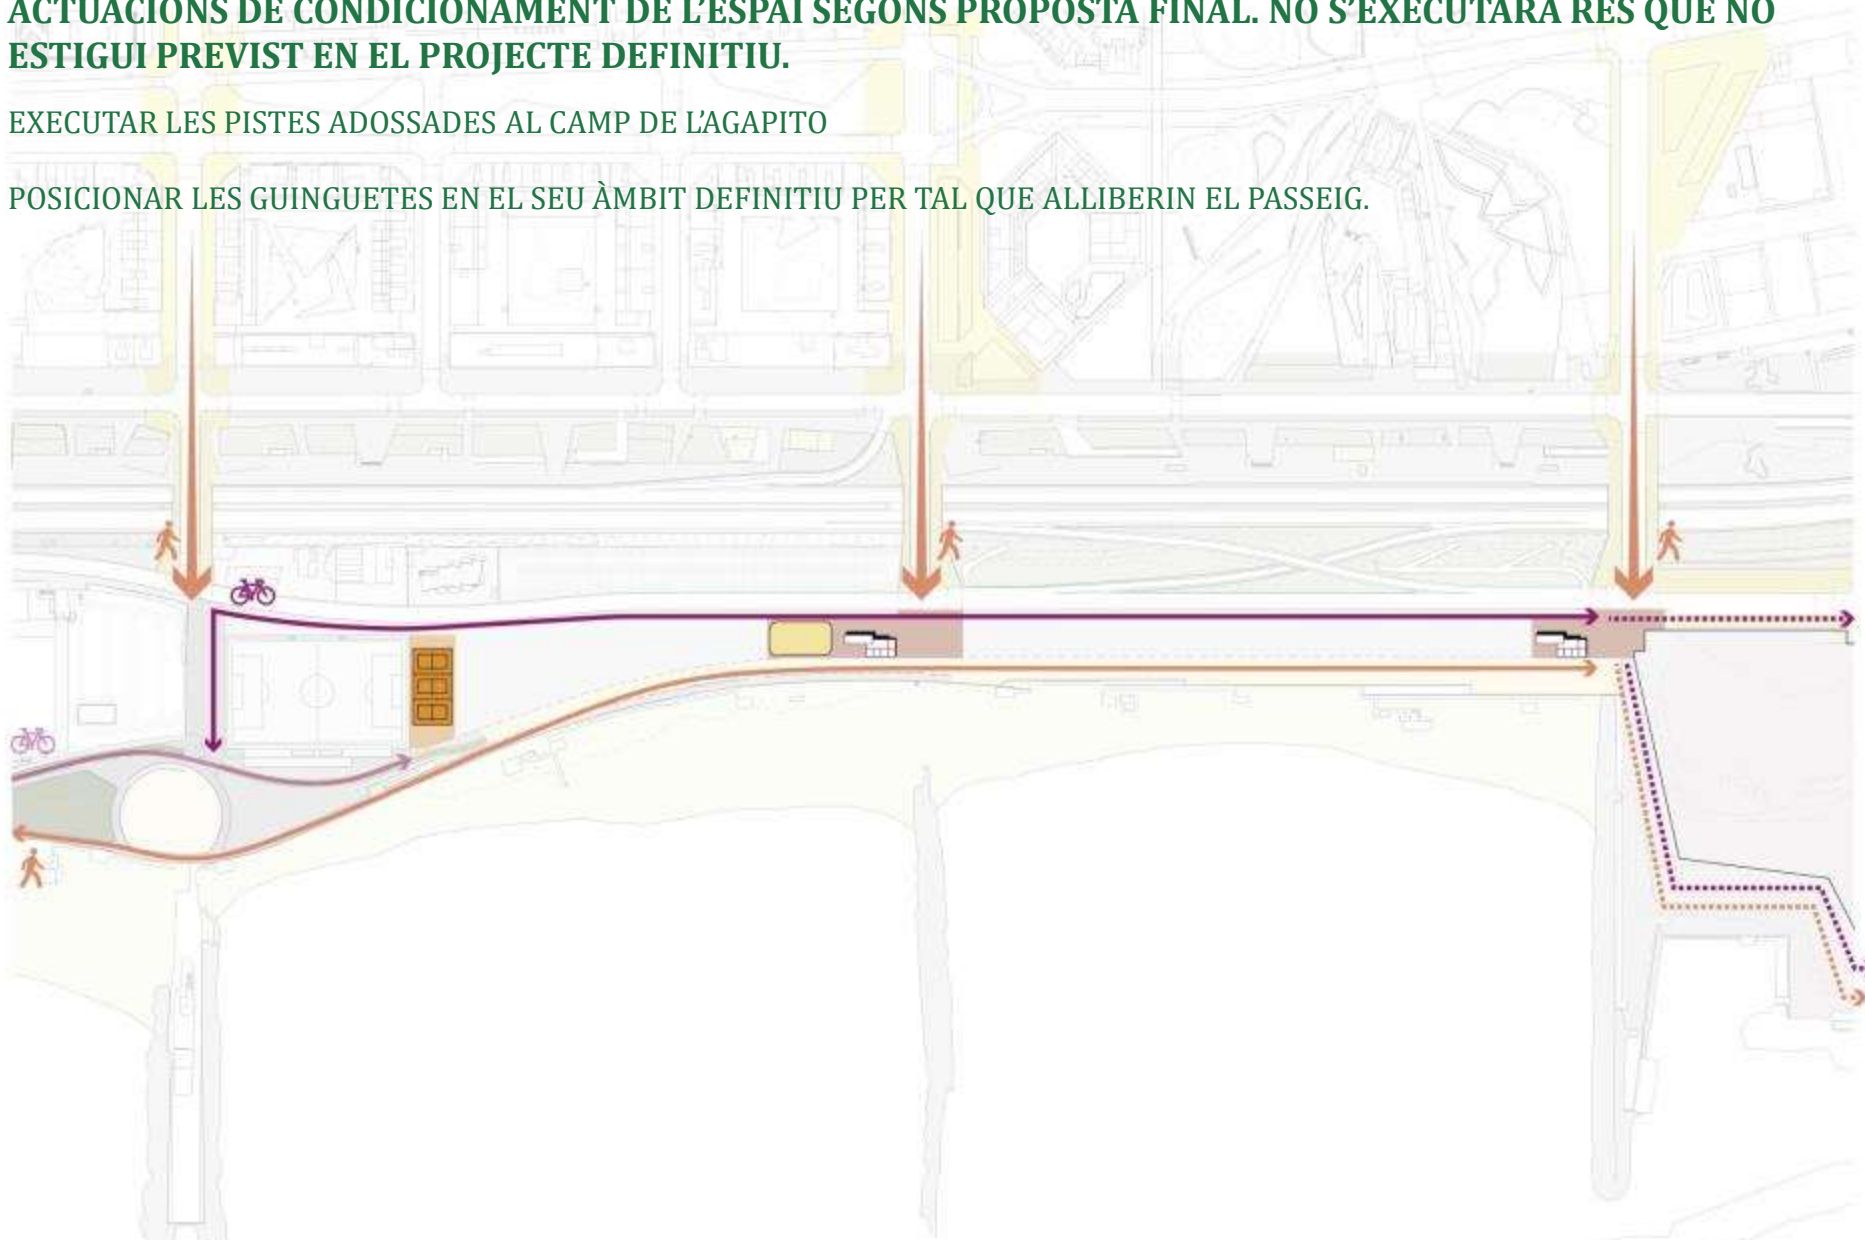 ACTUACIONS DE CONDICIONAMENT DE L'ESPAI SEGONS PROPOSTA FINAL. NO S'EXECUTARÀ RES QUE NO
ESTIGUI PREVIST EN EL PROJECTE DEFINITIU.
EXECUTAR LES PISTES ADOSSADES AL CAMP DE L'AGAPITO
POSICIONAR LES GUINGUETES EN EL SEU ÀMBIT DEFINITIU PER TAL QUE ALLIBERIN EL PASSEIG.